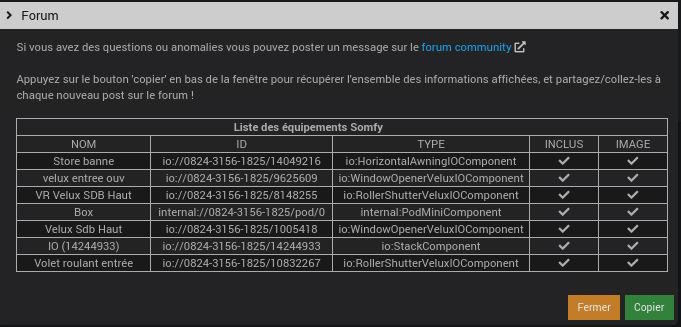 Forum
Si vous avez des questions ou anomalies vous pouvez poster un message sur le forum community
Appuyez sur le bouton 'copier' en bas de la fenêtre pour récupérer l'ensemble des informations affichées, et partagez/collez-les à
chaque nouveau post sur le forum !
Liste des équipements Somfy
NOM ID TYPE INCLUS IMAGE
Store banne io://0824-3156-1825/14049216 io:HorizontalAwningIOComponent
velux entree ouv io://0824-3156-1825/9625609 io:WindowOpenerVeluxIOComponent
VR Velux SDB Haut io://0824-3156-1825/8148255 io:RollerShutterVeluxIOComponent
Box internal://0824-3156-1825/pod/0 internal:PodMiniComponent
Velux Sdb Haut io://0824-3156-1825/1005418 io:WindowOpenerVeluxIOComponent
IO (14244933) io://0824-3156-1825/14244933 io:StackComponent
Volet roulant entrée io://0824-3156-1825/10832267 io:RollerShutterVeluxIOComponent
Fermer Copier